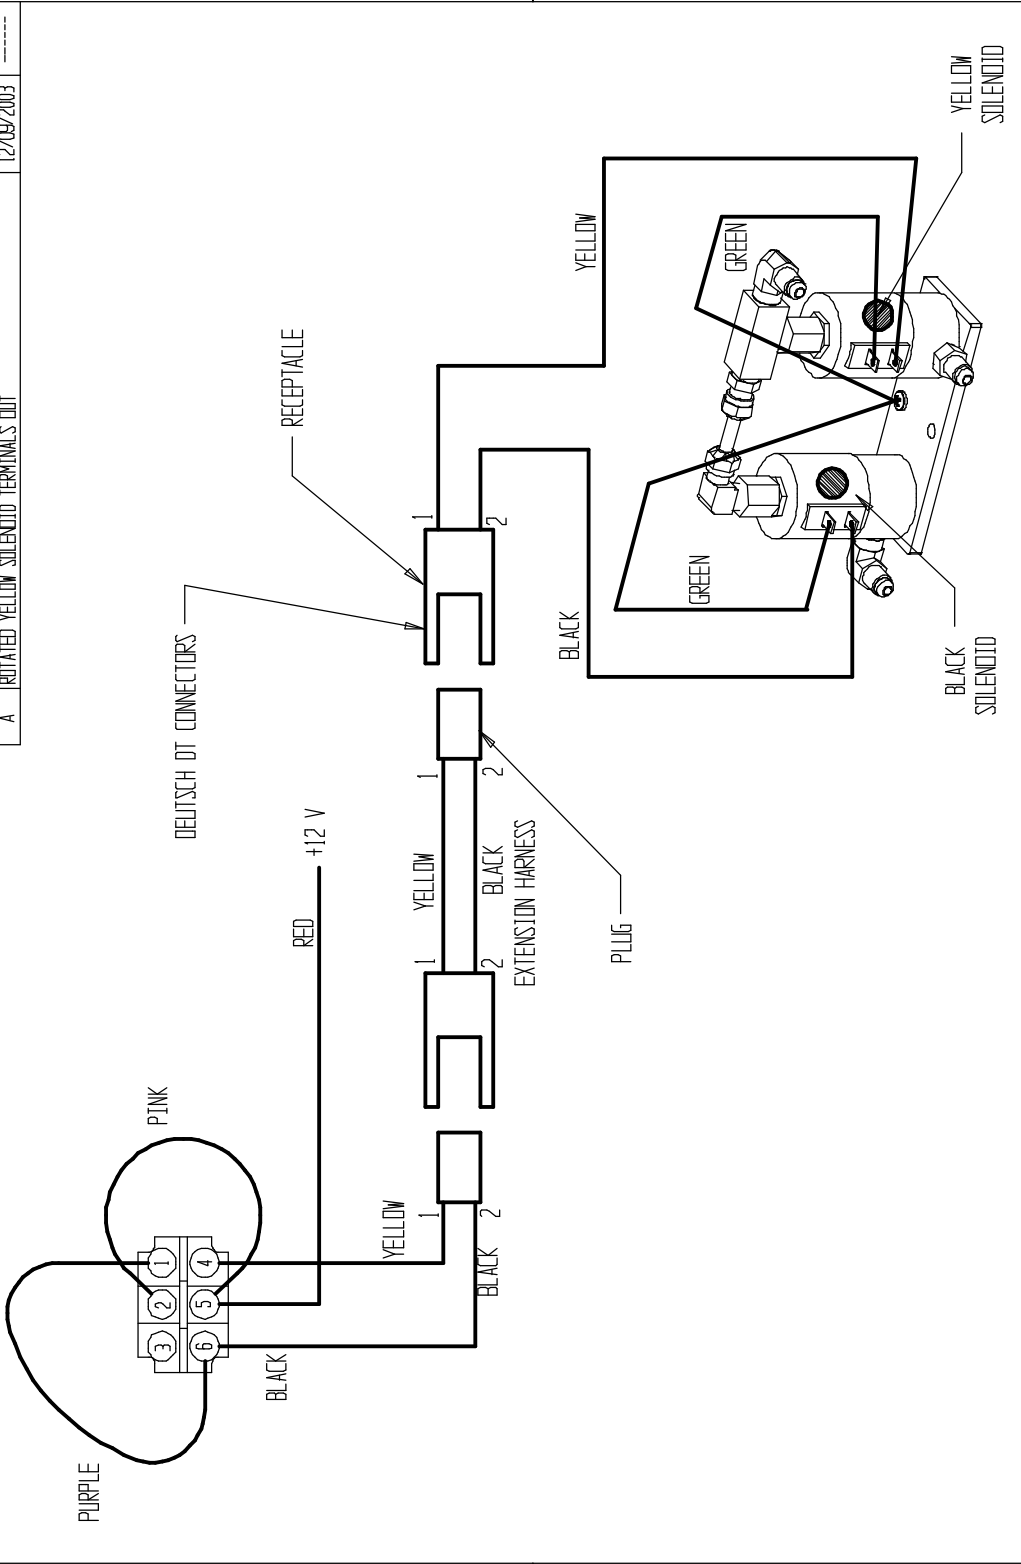 A ROTATED YELLOW SOLENOID TERMINALS OUT 12/09/2003 ------
PURPLE
PINK
1
2
3
4
5
6
BLACK
RED
+12 V
DEUTSCH DT CONNECTORS
RECEPTACLE
YELLOW
1
2
BLACK
1
2
YELLOW
BLACK
EXTENSION HARNESS
1
2
PLUG
1
2
YELLOW
BLACK
GREEN
GREEN
BLACK
SOLENOID
YELLOW
SOLENOID